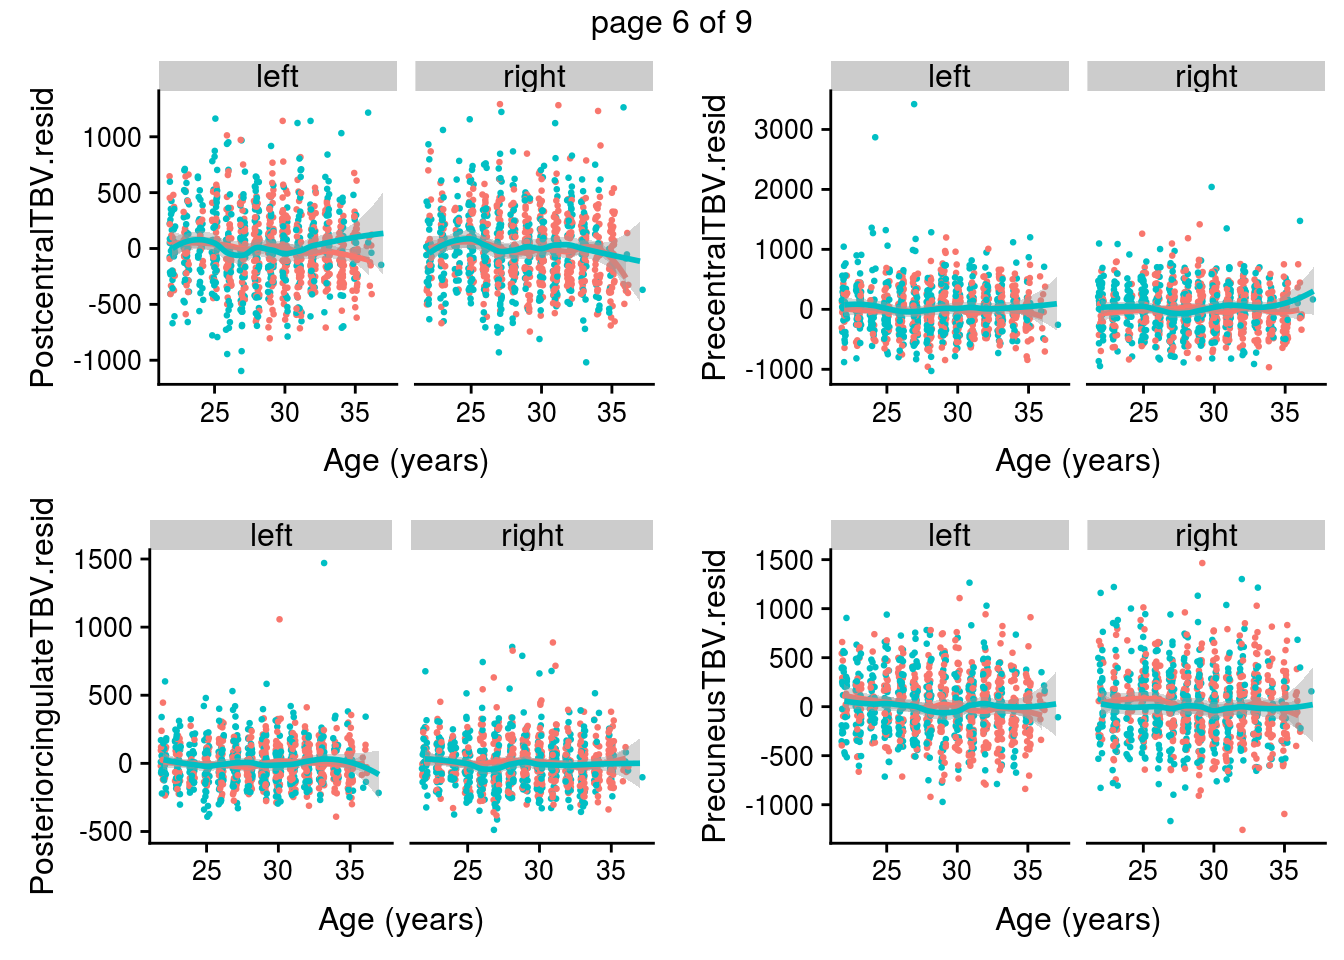 page 6 of 9
left
right
PostcentralTBV.resid
1000
500
0
-500
-1000
25
30
35
25
30
35
Age (years)
left
right
PrecentralTBV.resid
3000
2000
1000
0
-1000
25
30
35
25
30
35
Age (years)
left
right
PosteriorcingulateTBV.resid
1500
1000
500
0
-500
25
30
35
25
30
35
Age (years)
left
right
PrecuneusTBV.resid
1500
1000
500
0
-500
-1000
25
30
35
25
30
35
Age (years)